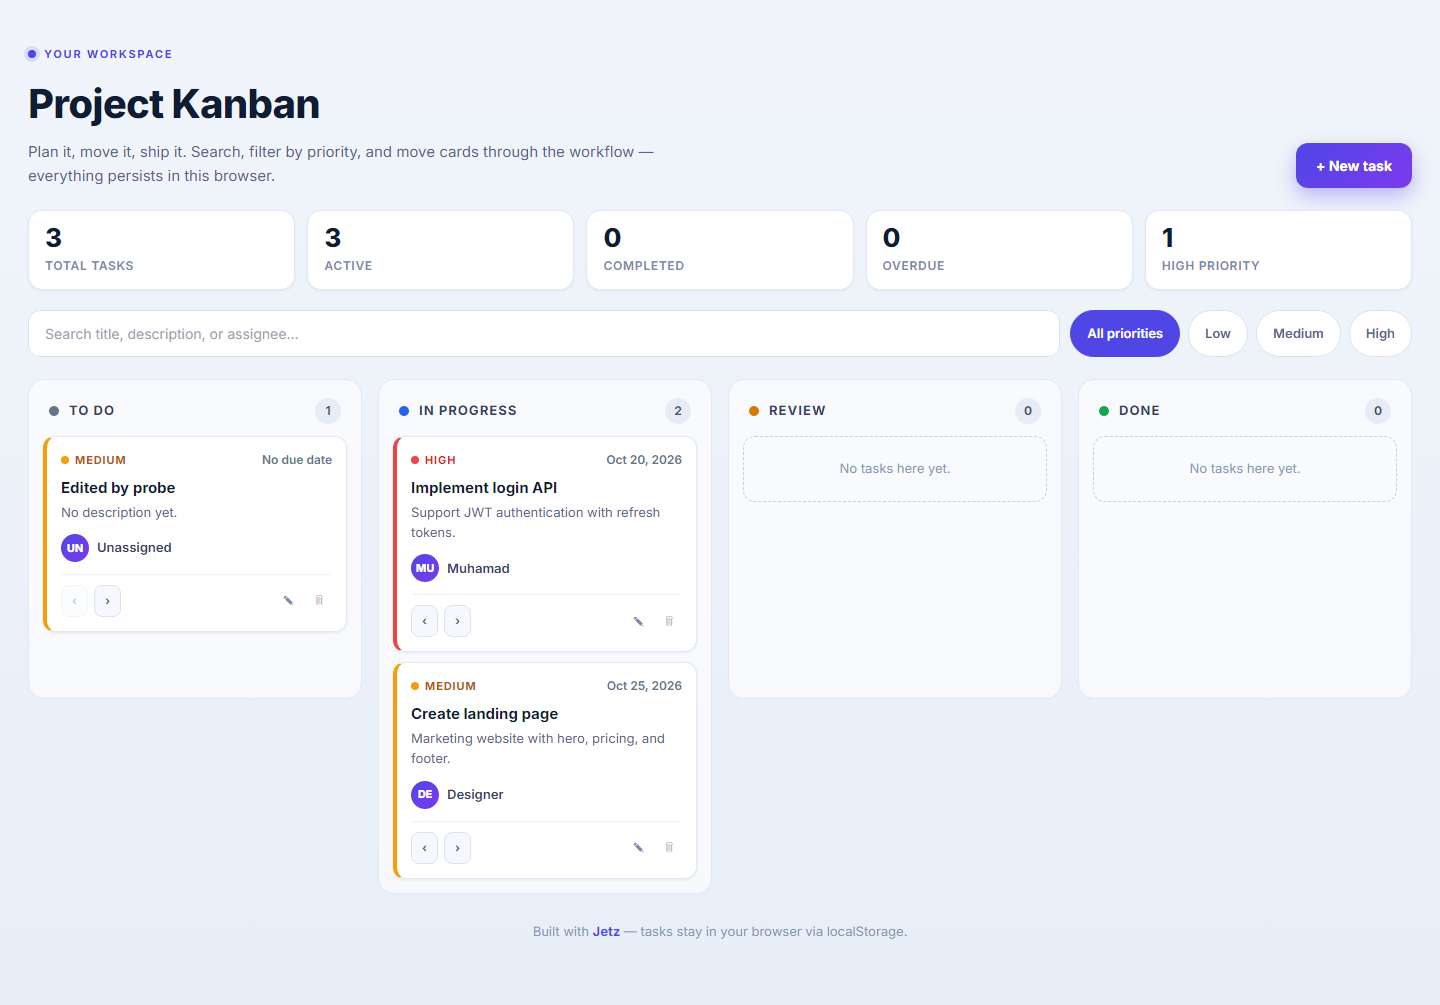 YOUR WORKSPACE
Project Kanban
Plan it, move it, ship it. Search, filter by priority, and move cards through the workflow —
everything persists in this browser.
+ New task
3
TOTAL TASKS
3
ACTIVE
0
COMPLETED
0
OVERDUE
1
HIGH PRIORITY
Search title, description, or assignee...
All priorities
Low
Medium
High
TO DO
1
MEDIUM
No due date
Edited by probe
No description yet.
UN
Unassigned
‹
›
IN PROGRESS
2
HIGH
Oct 20, 2026
Implement login API
Support JWT authentication with refresh
tokens.
MU
Muhamad
‹
›
MEDIUM
Oct 25, 2026
Create landing page
Marketing website with hero, pricing, and
footer.
DE
Designer
‹
›
REVIEW
0
No tasks here yet.
DONE
0
No tasks here yet.
Built with Jetz — tasks stay in your browser via localStorage.